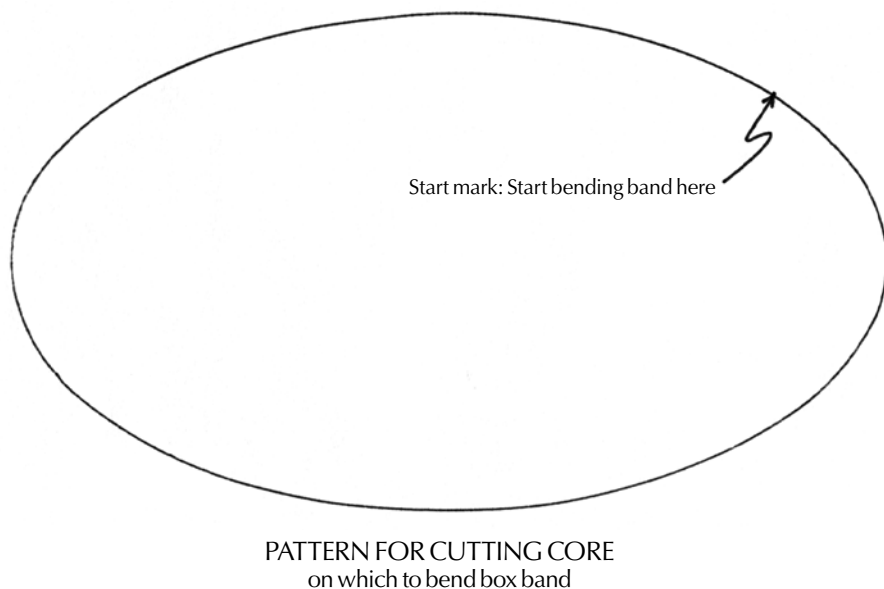 Start mark: Start bending band here
PATTERN FOR CUTTING CORE
on which to bend box band